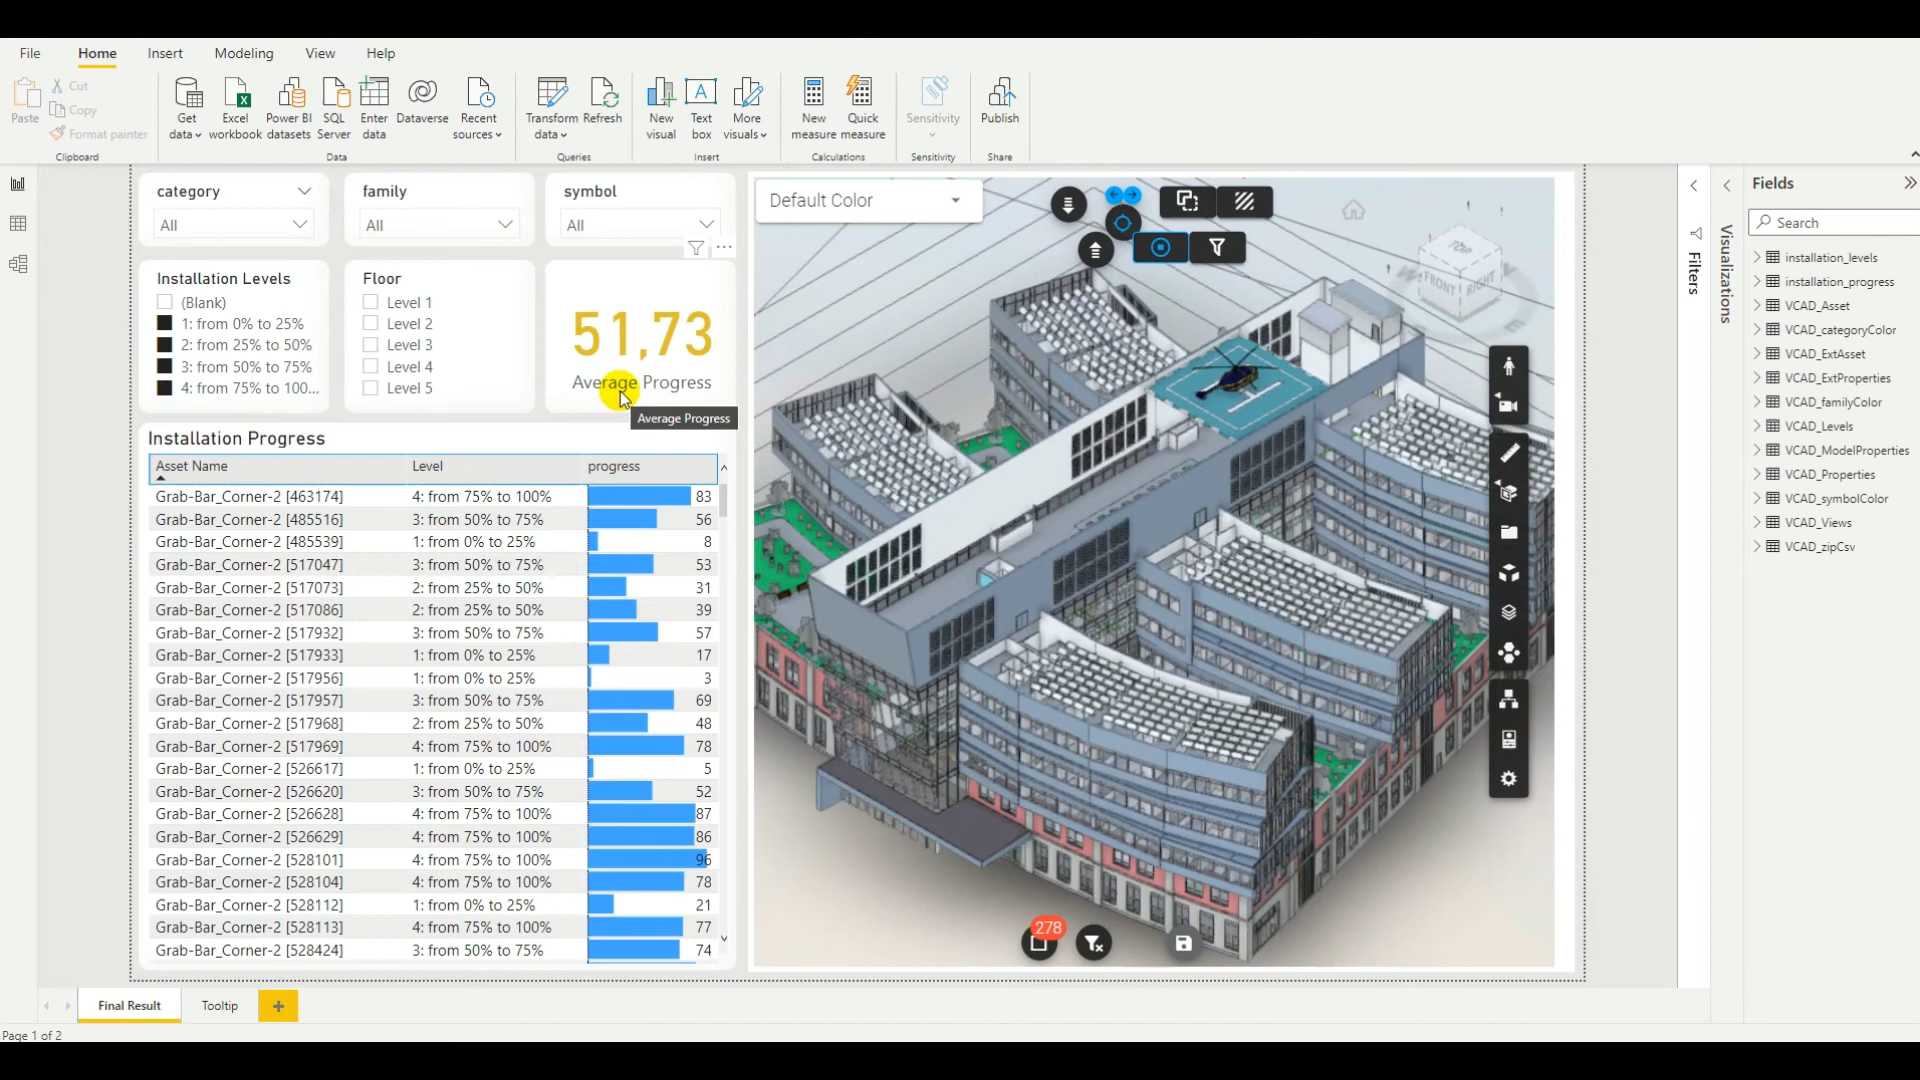 File Home Insert Modeling View Help
Paste
Cut
Copy
Format painter
Clipboard
Get data
Excel workbook
Power BI datasets
SQL Server
Enter data
Dataverse
Recent sources
Data
Transform data
Refresh
Queries
New visual
Text box
More visuals
Insert
New measure
Quick measure
Calculations
Sensitivity
Sensitivity
Publish
Share
category
All
family
All
symbol
All
Installation Levels
(Blank)
1: from 0% to 25%
2: from 25% to 50%
3: from 50% to 75%
4: from 75% to 100...
Floor
Level 1
Level 2
Level 3
Level 4
Level 5
51,73
Average Progress
Average Progress
Installation Progress
Asset Name Level progress
Grab-Bar_Corner-2 [463174] 4: from 75% to 100% 83
Grab-Bar_Corner-2 [485516] 3: from 50% to 75% 56
Grab-Bar_Corner-2 [485539] 1: from 0% to 25% 8
Grab-Bar_Corner-2 [517047] 3: from 50% to 75% 53
Grab-Bar_Corner-2 [517073] 2: from 25% to 50% 31
Grab-Bar_Corner-2 [517086] 2: from 25% to 50% 39
Grab-Bar_Corner-2 [517932] 3: from 50% to 75% 57
Grab-Bar_Corner-2 [517933] 1: from 0% to 25% 17
Grab-Bar_Corner-2 [517956] 1: from 0% to 25% 3
Grab-Bar_Corner-2 [517957] 3: from 50% to 75% 69
Grab-Bar_Corner-2 [517968] 2: from 25% to 50% 48
Grab-Bar_Corner-2 [517969] 4: from 75% to 100% 78
Grab-Bar_Corner-2 [526617] 1: from 0% to 25% 5
Grab-Bar_Corner-2 [526620] 3: from 50% to 75% 52
Grab-Bar_Corner-2 [526628] 4: from 75% to 100% 87
Grab-Bar_Corner-2 [526629] 4: from 75% to 100% 86
Grab-Bar_Corner-2 [528101] 4: from 75% to 100% 96
Grab-Bar_Corner-2 [528104] 4: from 75% to 100% 78
Grab-Bar_Corner-2 [528112] 1: from 0% to 25% 21
Grab-Bar_Corner-2 [528113] 4: from 75% to 100% 77
Grab-Bar_Corner-2 [528424] 3: from 50% to 75% 74
Default Color
TOP
FRONT
RIGHT
278
Filters
Visualizations
Fields
Search
installation_levels
installation_progress
VCAD_Asset
VCAD_categoryColor
VCAD_ExtAsset
VCAD_ExtProperties
VCAD_familyColor
VCAD_Levels
VCAD_ModelProperties
VCAD_Properties
VCAD_symbolColor
VCAD_Views
VCAD_zipCsv
Final Result
Tooltip
+
Page 1 of 2